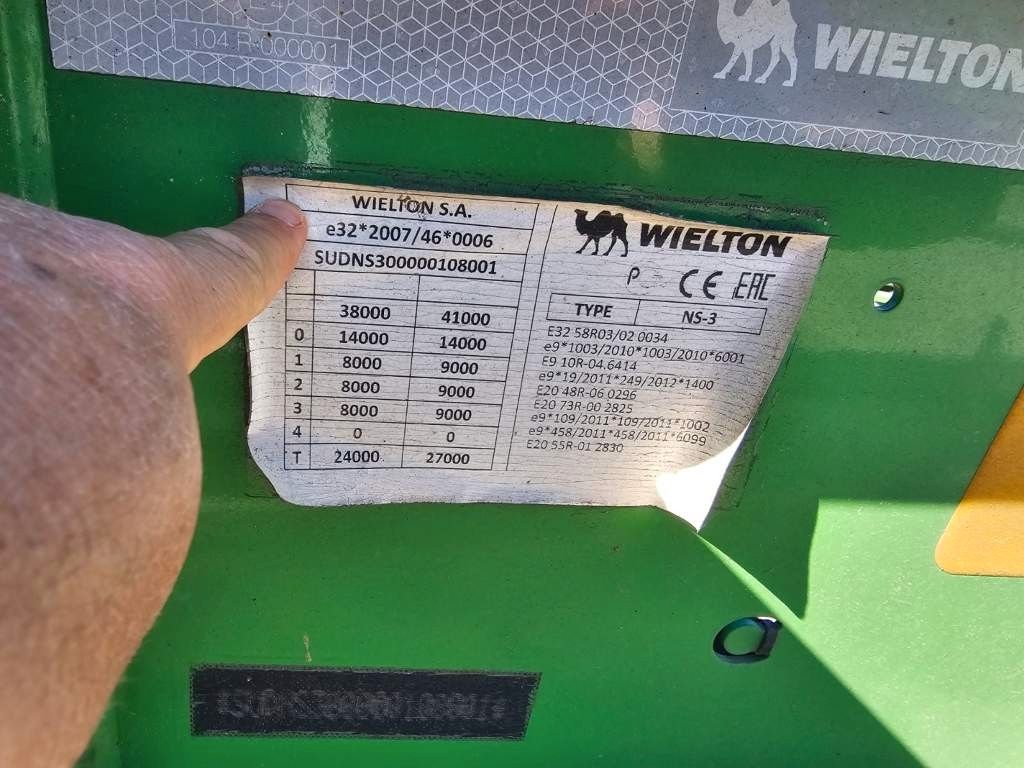 104 R-000001
WIELTON
WIELTON S.A.
e32*2007/46*0006
SUDNS300000108001
38000 41000
0 14000 14000
1 8000 9000
2 8000 9000
3 8000 9000
4 0 0
T 24000 27000
WIELTON
P CE EAC
TYPE NS-3
E32 58R03/02 0034
e9*1003/2010*1003/2010*6001
E9 10R-04.6414
e9*19/2011*249/2012*1400
E20 48R-06 0296
E20 73R-00 2825
e9*109/2011*109/2011*1002
e9*458/2011*458/2011*6099
E20 55R-01 2830